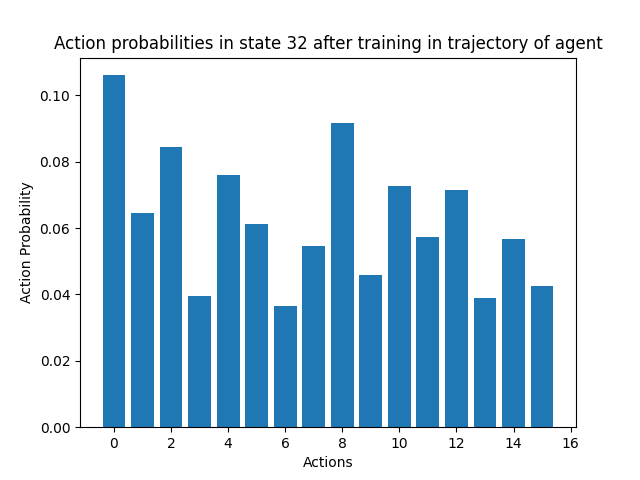 Action probabilities in state 32 after training in trajectory of agent
0.10
0.08
0.06
0.04
0.02
0.00
Action Probability
0 2 4 6 8 10 12 14 16
Actions